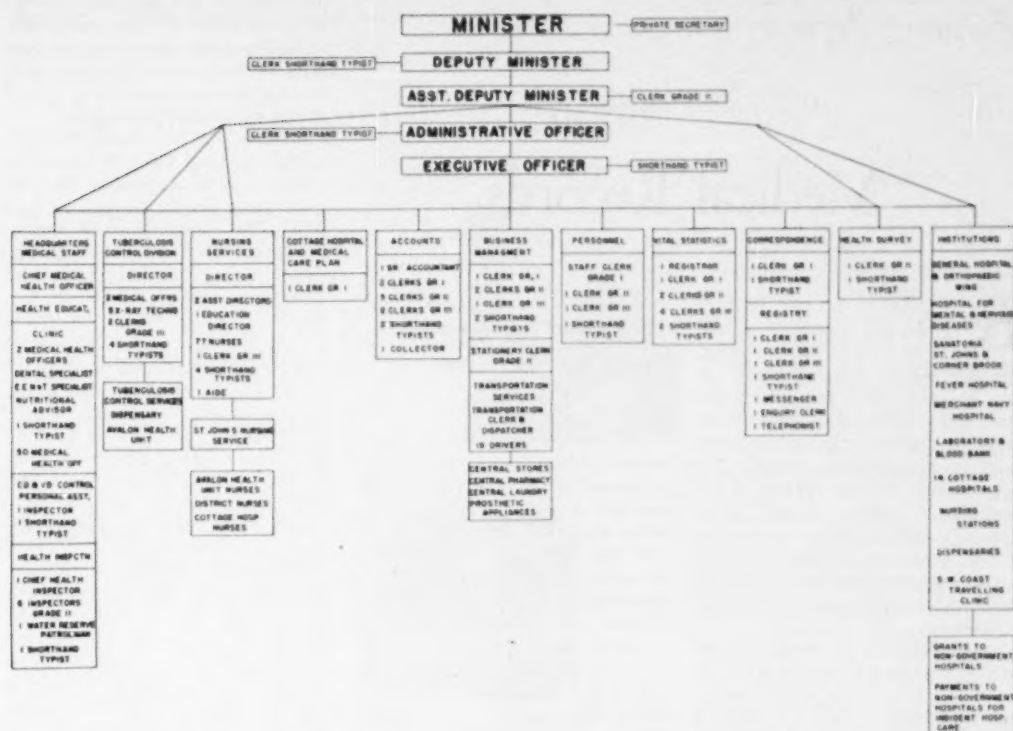 MINISTER
PRIVATE SECRETARY
CLERK SHORTHAND TYPIST
DEPUTY MINISTER
ASST. DEPUTY MINISTER
CLERK GRADE II
CLERK SHORTHAND TYPIST
ADMINISTRATIVE OFFICER
EXECUTIVE OFFICER
SHORTHAND TYPIST
HEADQUARTERS
MEDICAL STAFF
CHIEF MEDICAL
HEALTH OFFICER
HEALTH EDUCAT.
CLINIC
2 MEDICAL HEALTH
OFFICERS
DENTAL SPECIALIST
E E N & T SPECIALIST
NUTRITIONAL
ADVISOR
1 SHORTHAND
TYPIST
50 MEDICAL
HEALTH OFF
C D & V D CONTROL
PERSONAL ASST.
1 INSPECTOR
1 SHORTHAND
TYPIST
HEALTH INSPCTN
1 CHIEF HEALTH
INSPECTOR
6 INSPECTORS
GRADE II
1 WATER RESERVE
PATROLMAN
1 SHORTHAND
TYPIST
TUBERCULOSIS
CONTROL DIVISION
DIRECTOR
2 MEDICAL OFFRS
5 X-RAY TECHNS
2 CLERKS
GRADE III
4 SHORTHAND
TYPISTS
TUBERCULOSIS
CONTROL SERVICES
DISPENSARY
AVALON HEALTH
UNIT
NURSING
SERVICES
DIRECTOR
2 ASST DIRECTORS
1 EDUCATION
DIRECTOR
77 NURSES
1 CLERK GR III
4 SHORTHAND
TYPISTS
1 AIDE
ST JOHN'S NURSING
SERVICE
AVALON HEALTH
UNIT NURSES
DISTRICT NURSES
COTTAGE HOSP
NURSES
COTTAGE HOSPITAL
AND MEDICAL
CARE PLAN
1 CLERK GR I
ACCOUNTS
1 SR ACCOUNTANT
2 CLERKS GR I
5 CLERKS GR II
2 CLERKS GR III
2 SHORTHAND
TYPISTS
1 COLLECTOR
BUSINESS
MANAGMENT
1 CLERK GR. I
2 CLERKS GR II
1 CLERK GR III
2 SHORTHAND
TYPISTS
STATIONERY CLERK
GRADE II
TRANSPORTATION
SERVICES
TRANSPORTATION
CLERK &
DISPATCHER
19 DRIVERS
CENTRAL STORES
CENTRAL PHARMACY
CENTRAL LAUNDRY
PROSTHETIC
APPLIANCES
PERSONNEL
STAFF CLERK
GRADE I
1 CLERK GR II
1 CLERK GR III
1 SHORTHAND
TYPIST
VITAL STATISTICS
1 REGISTRAR
1 CLERK GR I
2 CLERKS GR II
4 CLERKS GR III
2 SHORTHAND
TYPISTS
CORRESPONDENCE
1 CLERK GR I
1 SHORTHAND
TYPIST
REGISTRY
1 CLERK GR I
1 CLERK GR II
1 CLERK GR III
1 SHORTHAND
TYPIST
1 MESSENGER
1 ENQUIRY CLERK
1 TELEPHONIST
HEALTH SURVEY
1 CLERK GR II
1 SHORTHAND
TYPIST
INSTITUTIONS
GENERAL HOSPITAL
& ORTHOPAEDIC
WING
HOSPITAL FOR
MENTAL & NERVOUS
DISEASES
SANATORIA
ST. JOHNS &
CORNER BROOK
FEVER HOSPITAL
MERCHANT NAVY
HOSPITAL
LABORATORY &
BLOOD BANK
14 COTTAGE
HOSPITALS
NURSING
STATIONS
DISPENSARIES
S W. COAST
TRAVELLING
CLINIC
GRANTS TO
NON-GOVERNMENT
HOSPITALS
PAYMENTS TO
NON-GOVERNMENT
HOSPITALS FOR
INDIGENT HOSP.
CARE